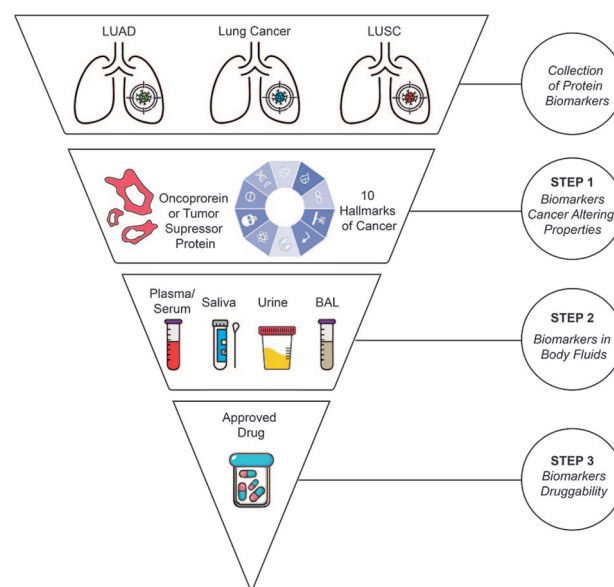 LUAD
Lung Cancer
LUSC
Collection
of Protein
Biomarkers
Oncoprorein
or Tumor
Supressor
Protein
10
Hallmarks
of Cancer
STEP 1
Biomarkers
Cancer Altering
Properties
Plasma/
Serum
Saliva
Urine
BAL
STEP 2
Biomarkers in
Body Fluids
Approved
Drug
STEP 3
Biomarkers
Druggability